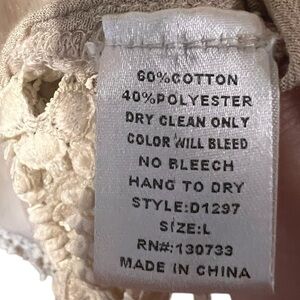 60%COTTON
40%POLYESTER
DRY CLEAN ONLY
COLOR WILL BLEED
NO BLEECH
HANG TO DRY
STYLE:D1297
SIZE:L
RN#:130733
MADE IN CHINA